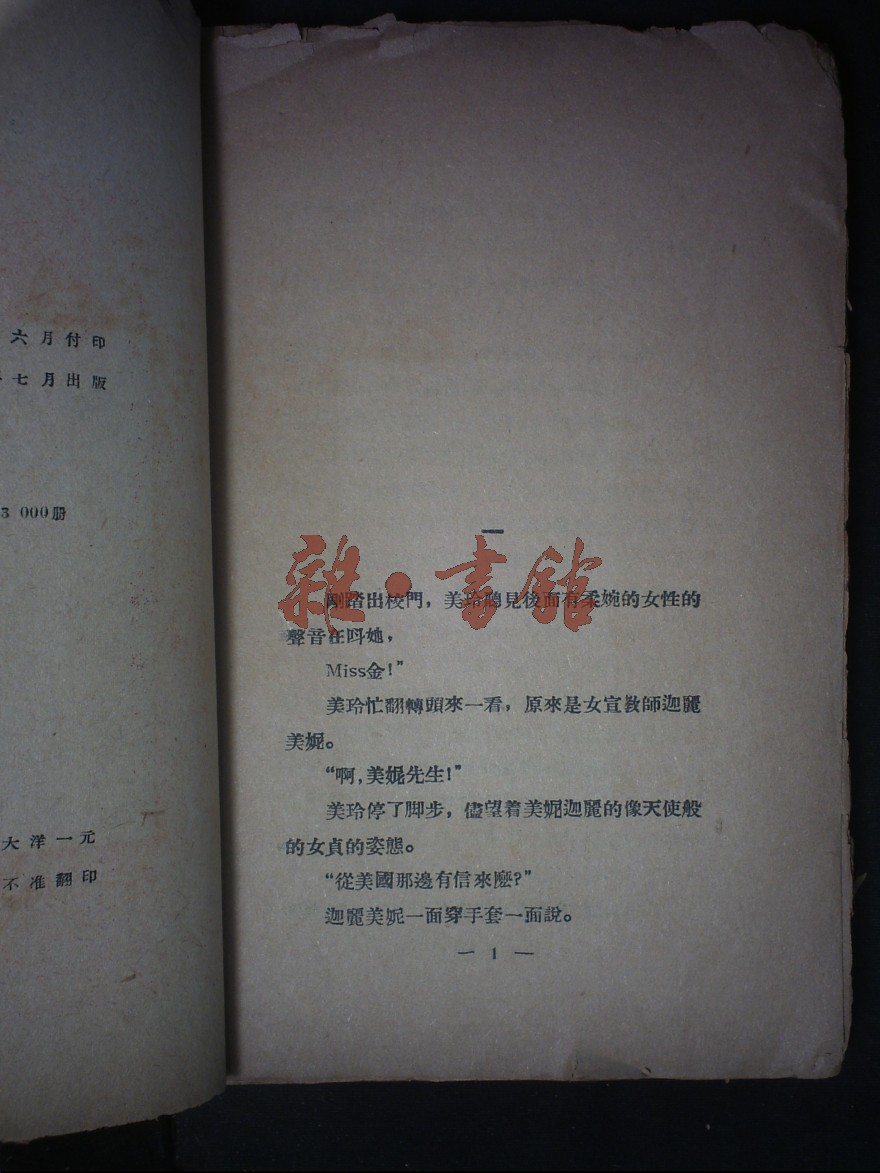 六月付印
七月出版
3 000册
大洋一元
不准翻印
一
剛踏出校門，美玲聽見後面有柔婉的女性的
聲音在呌她，
Miss金!”
美玲忙翻轉頭來一看，原來是女宣教師迦麗
美妮。
“啊，美妮先生!”
美玲停了脚步，儘望着美妮迦麗的像天使般
的女貞的姿態。
“從美國那邊有信來麽?”
迦麗美妮一面穿手套一面說。
— 1 —
雜·書館